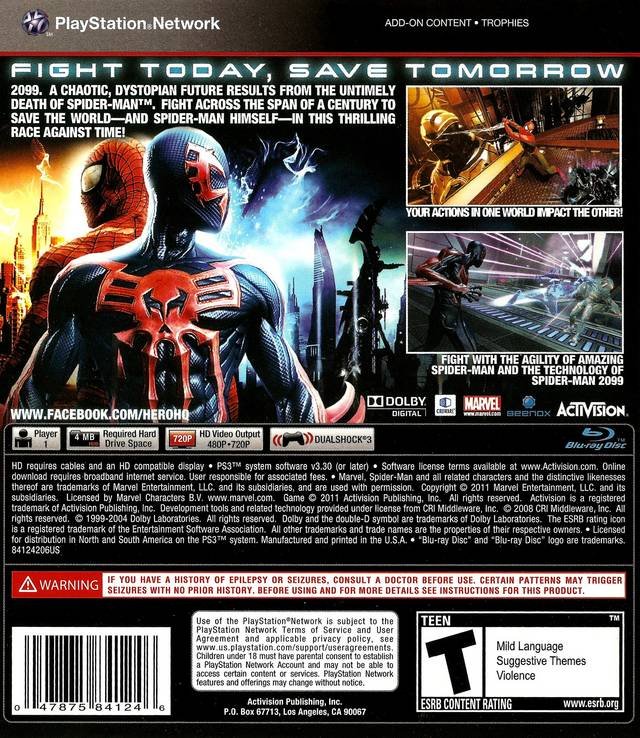 PlayStation®Network
ADD-ON CONTENT • TROPHIES
FIGHT TODAY, SAVE TOMORROW
2099. A CHAOTIC, DYSTOPIAN FUTURE RESULTS FROM THE UNTIMELY
DEATH OF SPIDER-MAN™. FIGHT ACROSS THE SPAN OF A CENTURY TO
SAVE THE WORLD—AND SPIDER-MAN HIMSELF—IN THIS THRILLING
RACE AGAINST TIME!
YOUR ACTIONS IN ONE WORLD IMPACT THE OTHER!
FIGHT WITH THE AGILITY OF AMAZING
SPIDER-MAN AND THE TECHNOLOGY OF
SPIDER-MAN 2099
WWW.FACEBOOK.COM/HEROHQ
DOLBY
DIGITAL
CRIWARE
MARVEL
www.marvel.com
Beenox
ACTIVISION
Player
1
4 MB
Required Hard
Drive Space
720P
HD Video Output
480P•720P
DUALSHOCK®3
Blu-ray Disc
TM
HD requires cables and an HD compatible display • PS3™ system software v3.30 (or later) • Software license terms available at www.Activision.com. Online
download requires broadband internet service. User responsible for associated fees. • Marvel, Spider-Man and all related characters and the distinctive likenesses
thereof are trademarks of Marvel Entertainment, LLC. and its subsidiaries, and are used with permission. Copyright © 2011 Marvel Entertainment, LLC. and its
subsidiaries. Licensed by Marvel Characters B.V. www.marvel.com. Game © 2011 Activision Publishing, Inc. All rights reserved. Activision is a registered
trademark of Activision Publishing, Inc. Development tools and related technology provided under license from CRI Middleware, Inc. © 2008 CRI Middleware, Inc. All
rights reserved. © 1999-2004 Dolby Laboratories. All rights reserved. Dolby and the double-D symbol are trademarks of Dolby Laboratories. The ESRB rating icon
is a registered trademark of the Entertainment Software Association. All other trademarks and trade names are the properties of their respective owners. • Licensed
for distribution in North and South America on the PS3™ system. Manufactured and printed in the U.S.A. • “Blu-ray Disc” and “Blu-ray Disc” logo are trademarks.
84124206US
WARNING
IF YOU HAVE A HISTORY OF EPILEPSY OR SEIZURES, CONSULT A DOCTOR BEFORE USE. CERTAIN PATTERNS MAY TRIGGER
SEIZURES WITH NO PRIOR HISTORY. BEFORE USING AND FOR MORE DETAILS SEE INSTRUCTIONS FOR THIS PRODUCT.
0 47875 84124 6
Use of the PlayStation®Network is subject to the
PlayStation Network Terms of Service and User
Agreement and applicable privacy policy, see
www.us.playstation.com/support/useragreements.
Children under 18 must have parental consent to establish
a PlayStation Network Account and may not be able to
access certain content or services. PlayStation Network
features and offerings may change without notice.
Activision Publishing, Inc.
P.O. Box 67713, Los Angeles, CA 90067
TEEN
TM
T
Mild Language
Suggestive Themes
Violence
ESRB CONTENT RATING
www.esrb.org